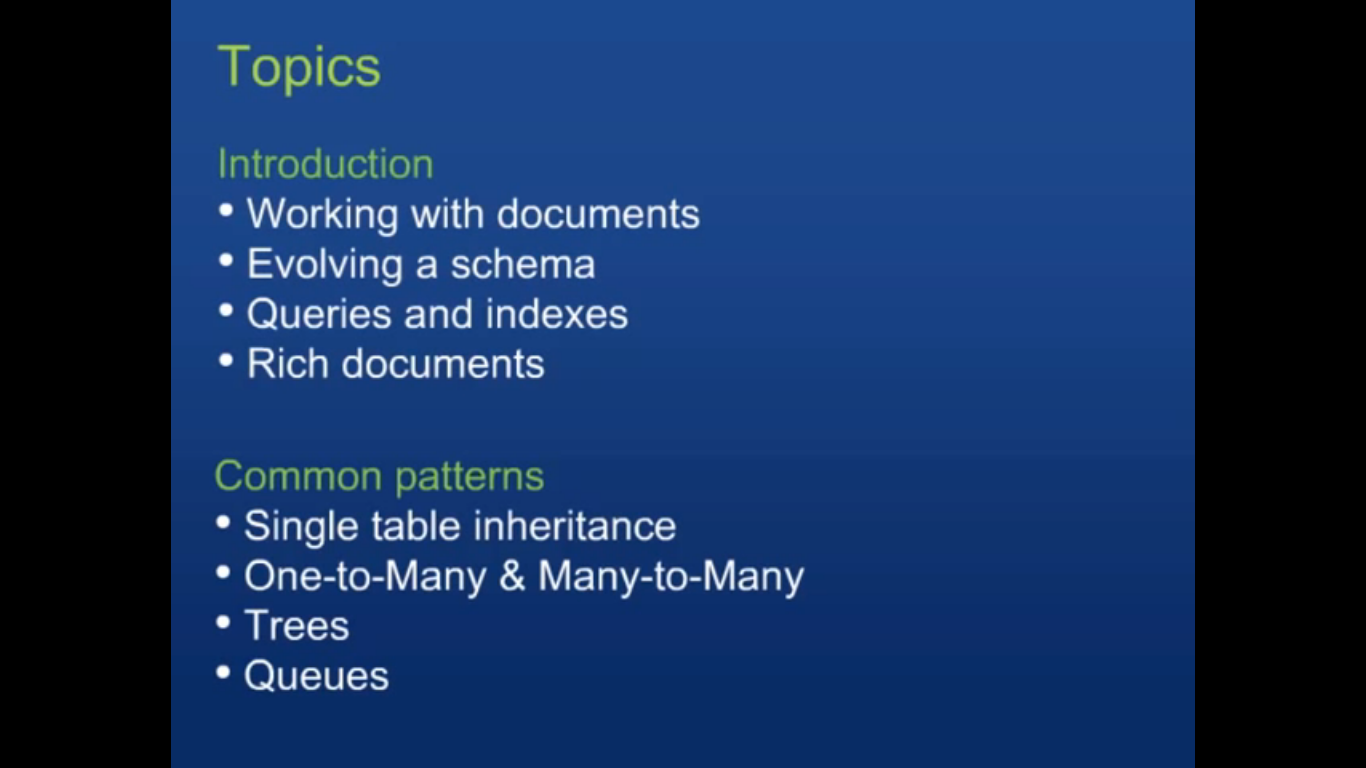 Topics
Introduction
• Working with documents
• Evolving a schema
• Queries and indexes
• Rich documents
Common patterns
• Single table inheritance
• One-to-Many & Many-to-Many
• Trees
• Queues